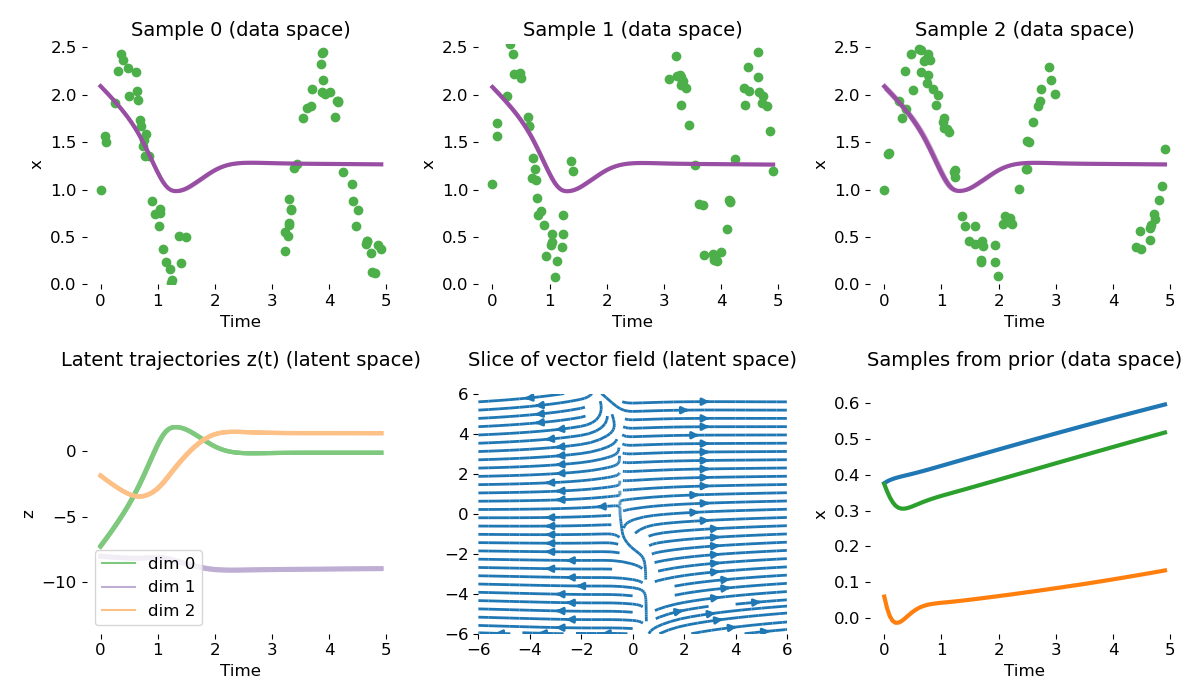 Sample 0 (data space)
2.5
2.0
1.5
1.0
0.5
0.0
x
0 1 2 3 4 5
Time
Sample 1 (data space)
2.5
2.0
1.5
1.0
0.5
0.0
x
0 1 2 3 4 5
Time
Sample 2 (data space)
2.5
2.0
1.5
1.0
0.5
0.0
x
0 1 2 3 4 5
Time
Latent trajectories z(t) (latent space)
0
−5
−10
z
dim 0
dim 1
dim 2
0 1 2 3 4 5
Time
Slice of vector field (latent space)
6
4
2
0
−2
−4
−6
−6 −4 −2 0 2 4 6
Samples from prior (data space)
0.6
0.5
0.4
0.3
0.2
0.1
0.0
x
0 1 2 3 4 5
Time